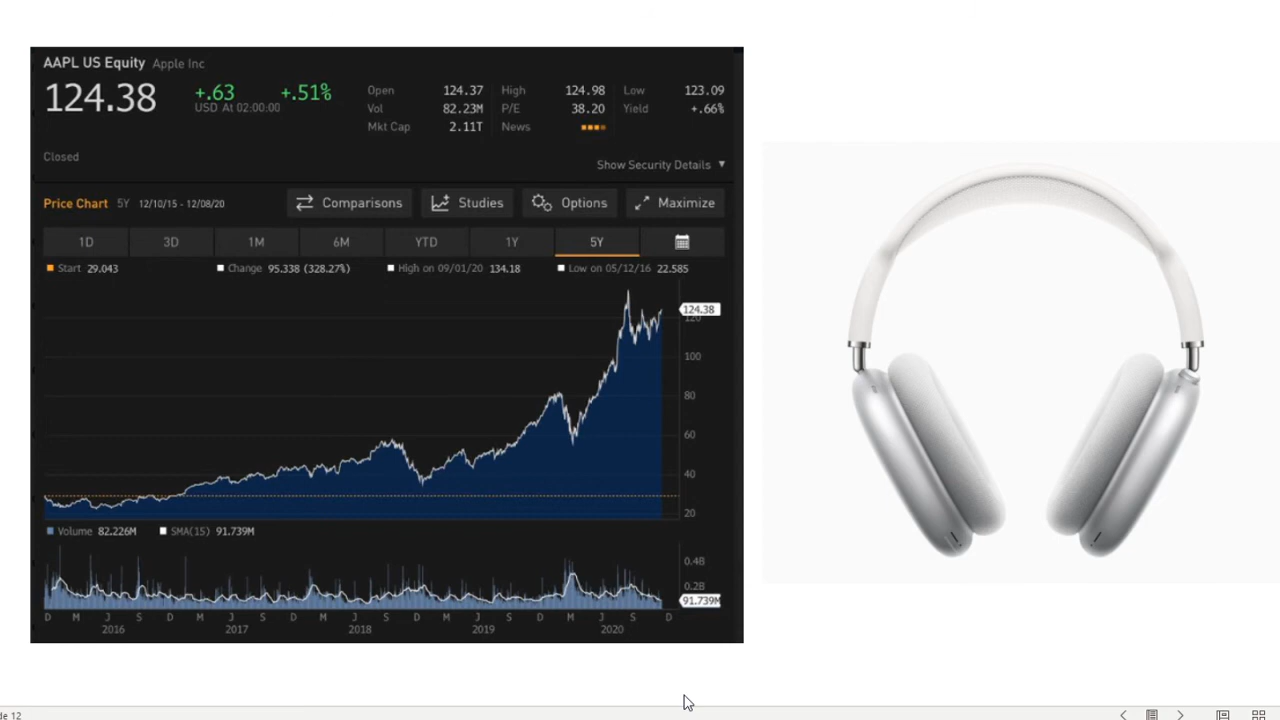 AAPL US Equity Apple Inc
124.38 +.63 +.51%
USD At 02:00:00
Open 124.37 High 124.98 Low 123.09
Vol 82.23M P/E 38.20 Yield +.66%
Mkt Cap 2.11T News
Closed
Show Security Details
Price Chart 5Y 12/10/15 - 12/08/20 Comparisons Studies Options Maximize
1D 3D 1M 6M YTD 1Y 5Y
Start 29.043 Change 95.338 (328.27%) High on 09/01/20 134.18 Low on 05/12/16 22.585
124.38
120
100
80
60
40
20
Volume 82.226M SMA(15) 91.739M
0.4B
0.2B
91.739M
D M J S D M J S D M J S D M J S D M J S D
2016 2017 2018 2019 2020
de 12